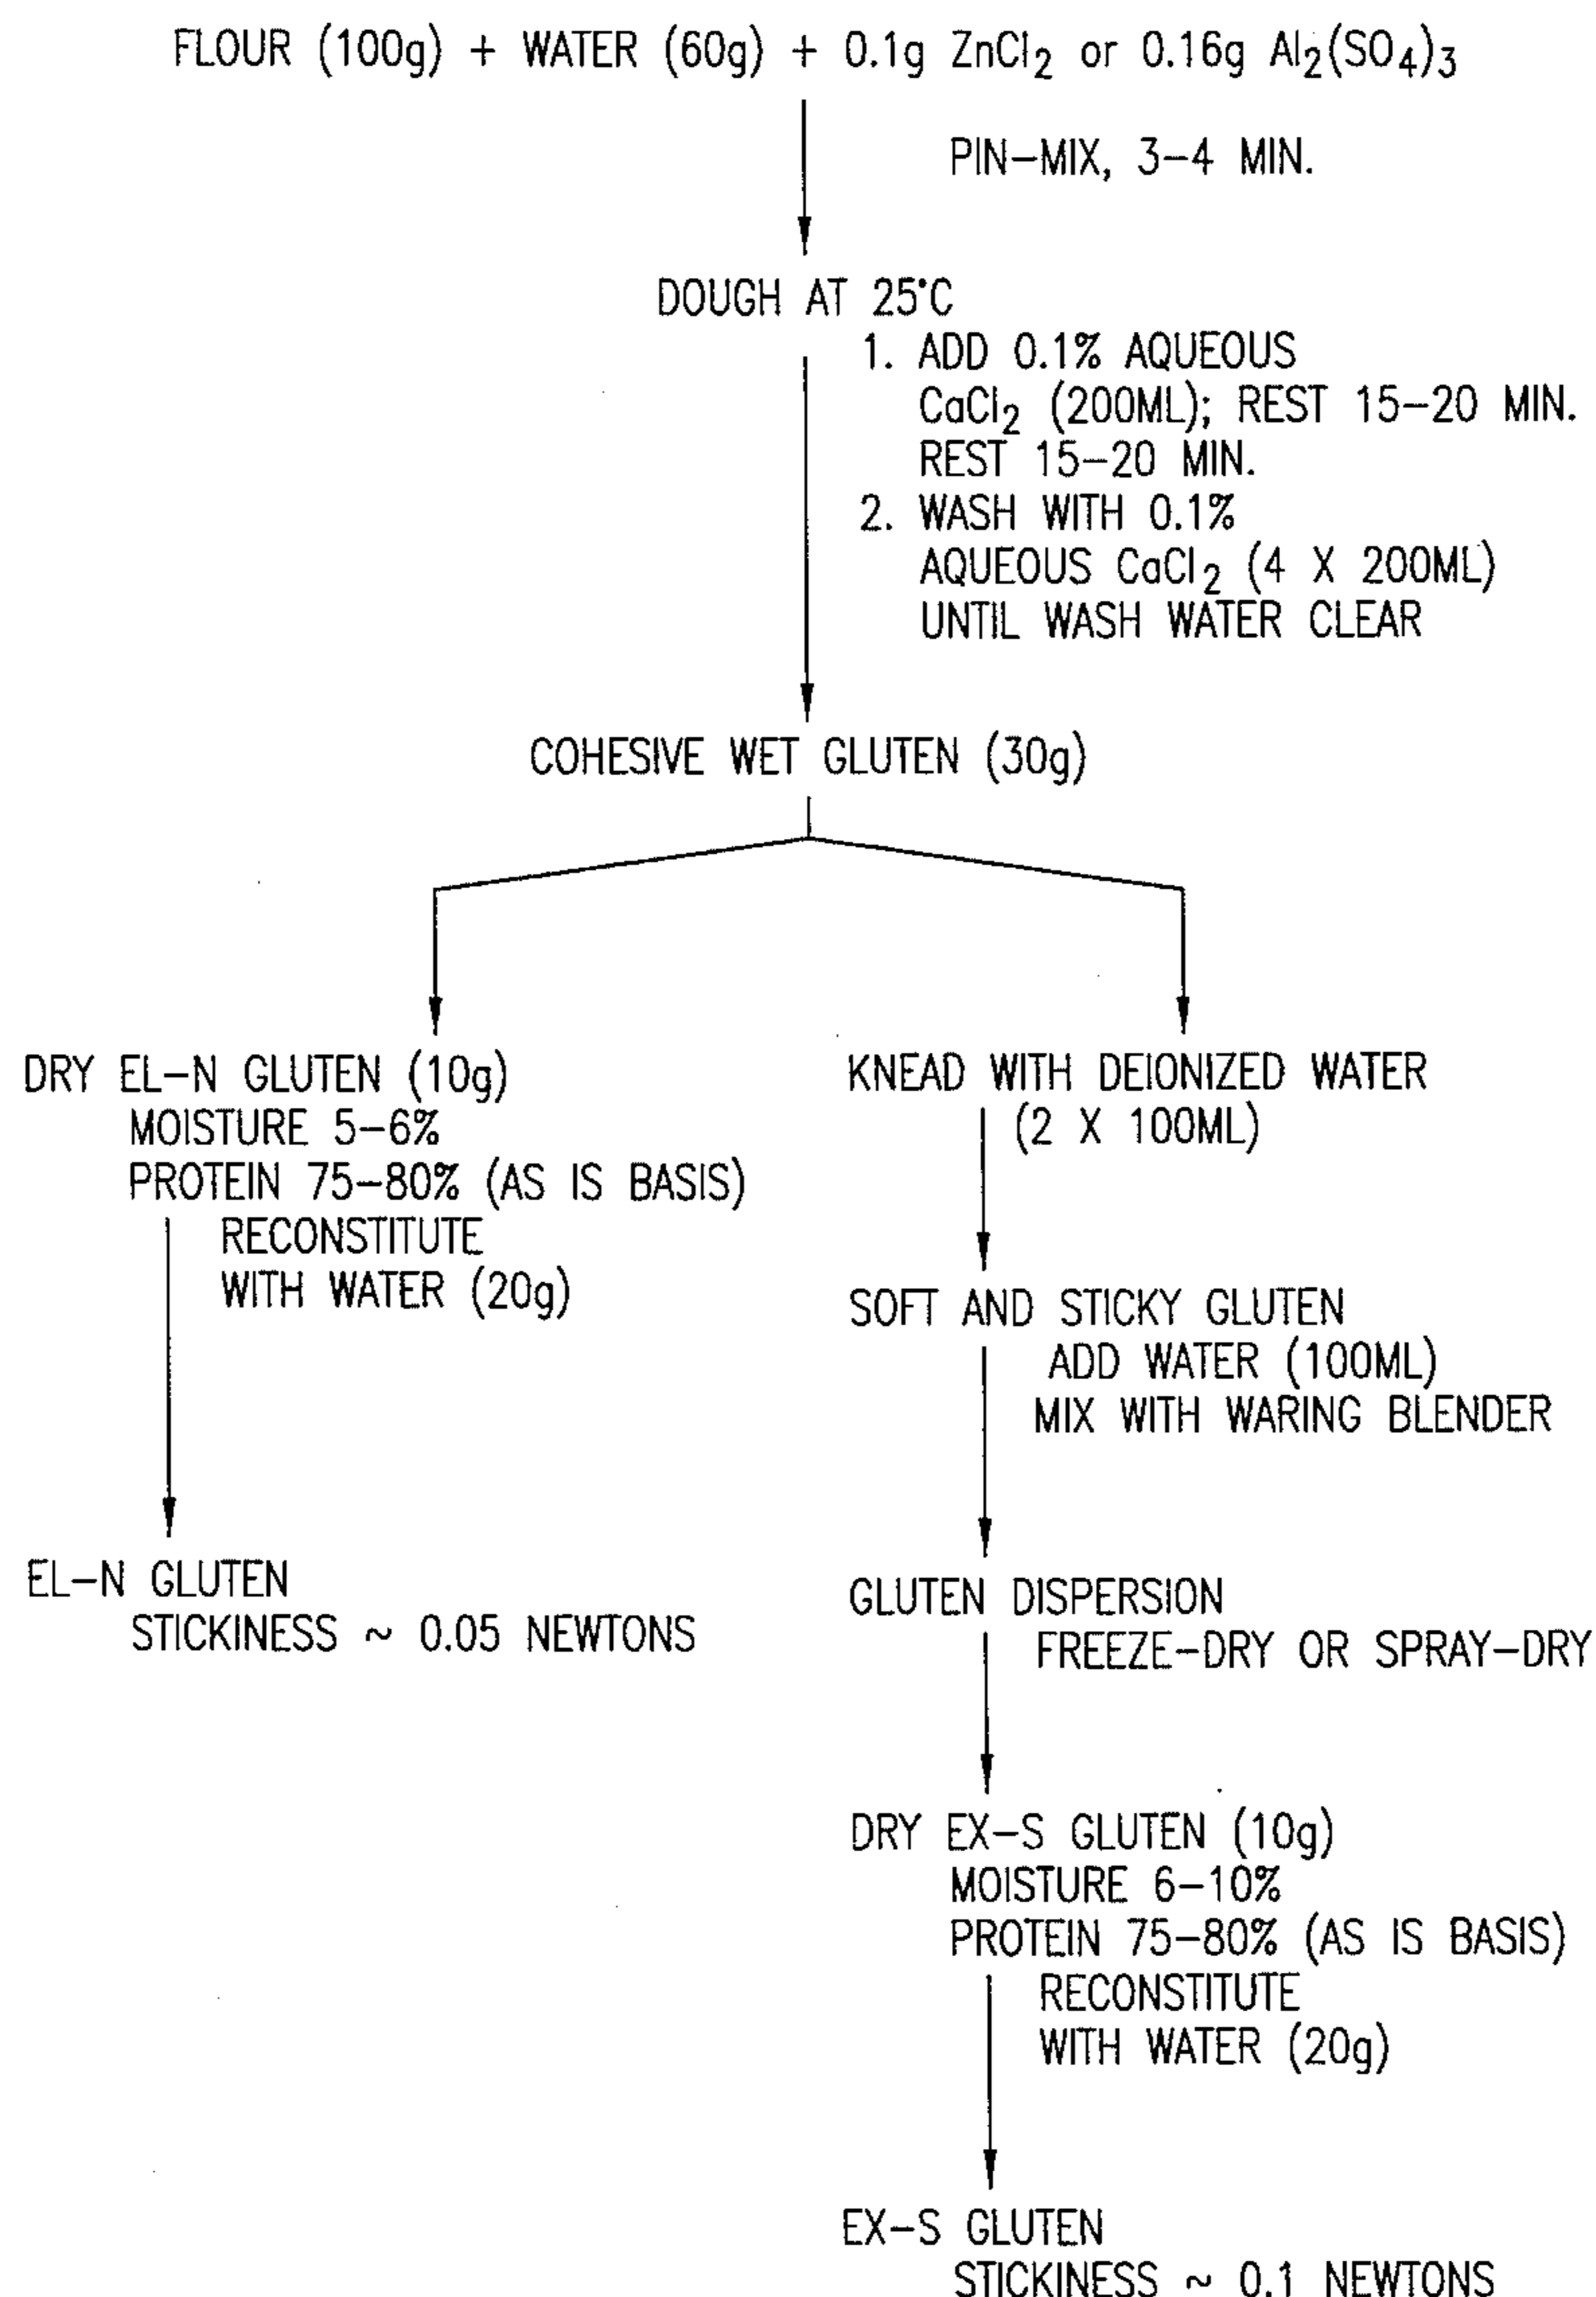 FLOUR (100g) + WATER (60g) + 0.1g ZnCl₂ or 0.16g Al₂(SO₄)₃
PIN-MIX, 3-4 MIN.
DOUGH AT 25°C
1. ADD 0.1% AQUEOUS
CaCl₂ (200ML); REST 15-20 MIN.
REST 15-20 MIN.
2. WASH WITH 0.1%
AQUEOUS CaCl₂ (4 X 200ML)
UNTIL WASH WATER CLEAR
COHESIVE WET GLUTEN (30g)
DRY EL-N GLUTEN (10g)
MOISTURE 5-6%
PROTEIN 75-80% (AS IS BASIS)
RECONSTITUTE
WITH WATER (20g)
EL-N GLUTEN
STICKINESS ~ 0.05 NEWTONS
KNEAD WITH DEIONIZED WATER
(2 X 100ML)
SOFT AND STICKY GLUTEN
ADD WATER (100ML)
MIX WITH WARING BLENDER
GLUTEN DISPERSION
FREEZE-DRY OR SPRAY-DRY
DRY EX-S GLUTEN (10g)
MOISTURE 6-10%
PROTEIN 75-80% (AS IS BASIS)
RECONSTITUTE
WITH WATER (20g)
EX-S GLUTEN
STICKINESS ~ 0.1 NEWTONS